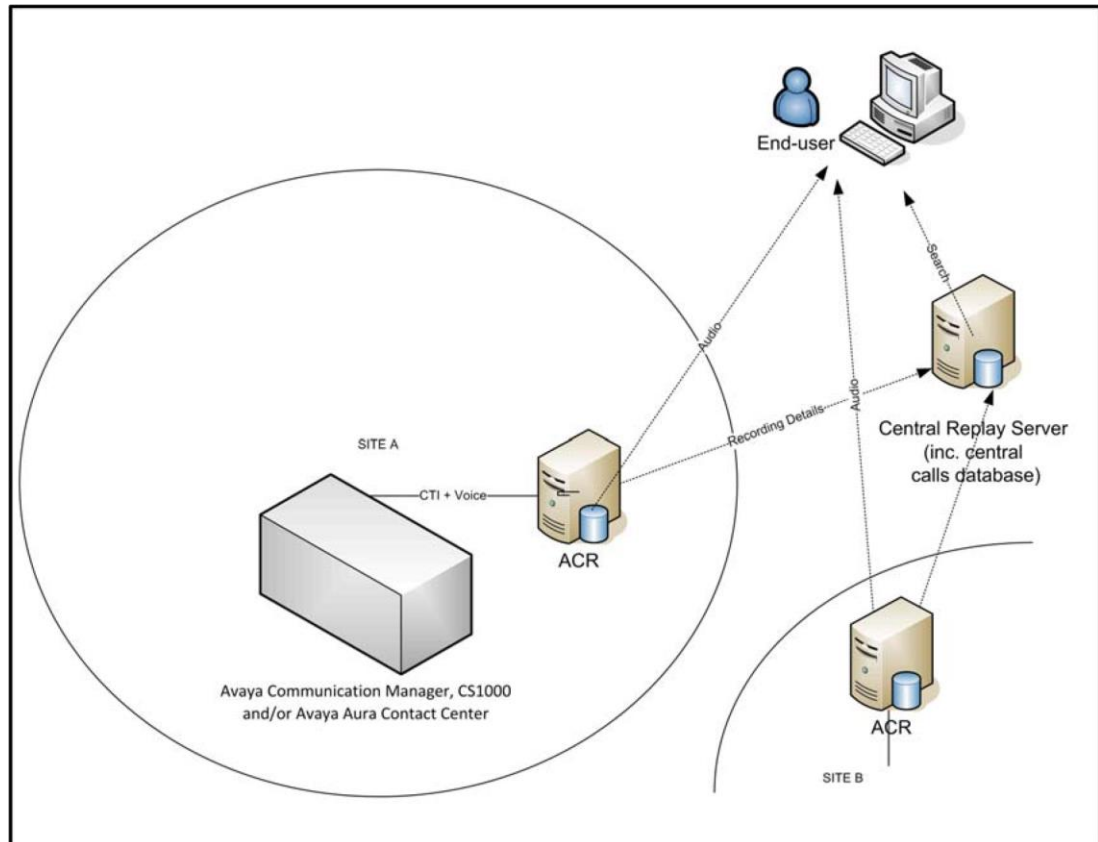 End-user
Search
Audio
Audio
Recording Details
Central Replay Server
(inc. central
calls database)
SITE A
CTI + Voice
ACR
Avaya Communication Manager, CS1000
and/or Avaya Aura Contact Center
ACR
SITE B